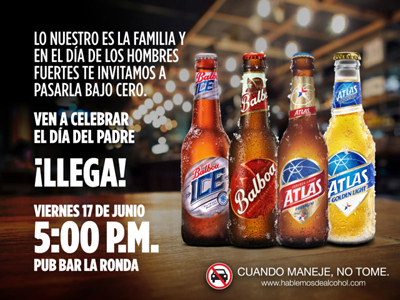 LO NUESTRO ES LA FAMILIA Y
EN EL DÍA DE LOS HOMBRES
FUERTES TE INVITAMOS A
PASARLA BAJO CERO.
VEN A CELEBRAR
EL DÍA DEL PADRE
¡LLEGA!
VIERNES 17 DE JUNIO
5:00 P.M.
PUB BAR LA RONDA
Balboa
ICE
Balboa
ATLAS
ATLAS
GOLDEN LIGHT
CUANDO MANEJE, NO TOME.
www.hablemosdealcohol.com